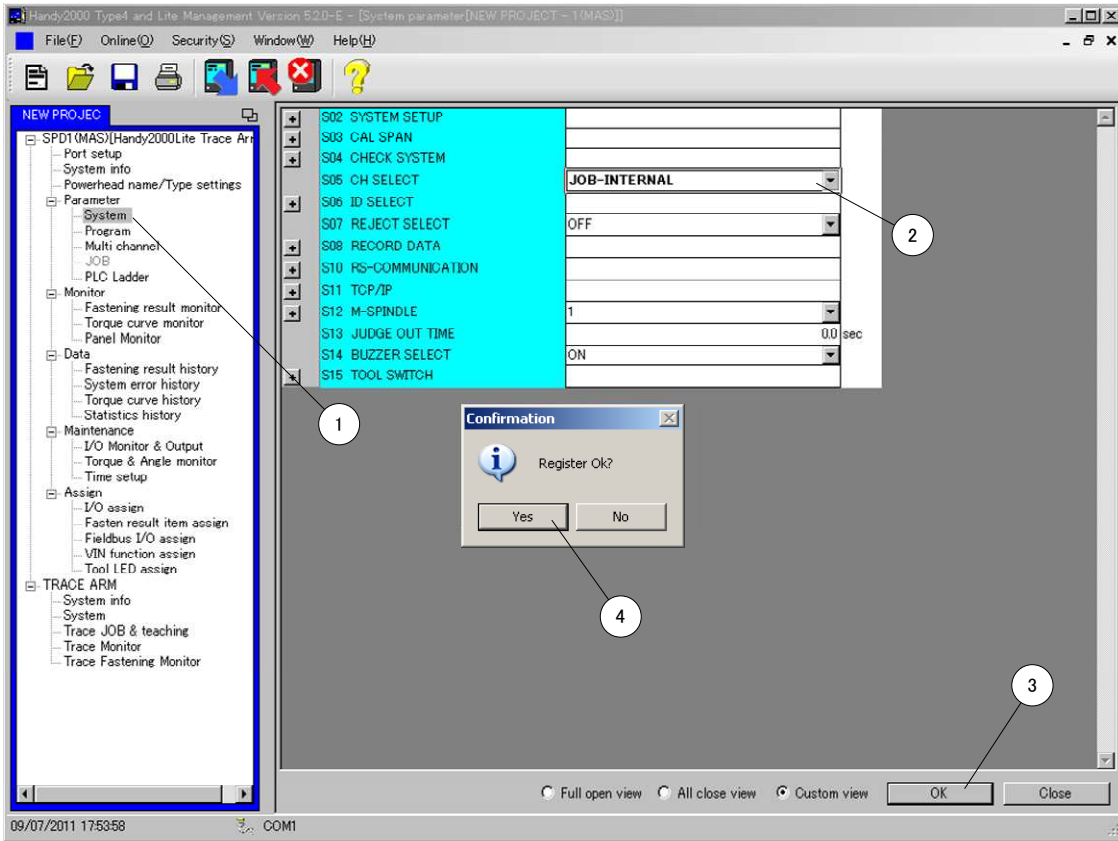 Handy2000 Type4 and Lite Management Version 5.2.0-E - [System parameter[NEW PROJECT - 1(MAS)]]
File(F) Online(O) Security(S) Window(W) Help(H)
NEW PROJEC
SPD1(MAS)[Handy2000Lite Trace Arr
Port setup
System info
Powerhead name/Type settings
Parameter
System
Program
Multi channel
JOB
PLC Ladder
Monitor
Fastening result monitor
Torque curve monitor
Panel Monitor
Data
Fastening result history
System error history
Torque curve history
Statistics history
Maintenance
I/O Monitor & Output
Torque & Angle monitor
Time setup
Assign
I/O assign
Fasten result item assign
Fieldbus I/O assign
VIN function assign
Tool LED assign
TRACE ARM
System info
System
Trace JOB & teaching
Trace Monitor
Trace Fastening Monitor
S02 SYSTEM SETUP
S03 CAL SPAN
S04 CHECK SYSTEM
S05 CH SELECT JOB-INTERNAL
S06 ID SELECT
S07 REJECT SELECT OFF
S08 RECORD DATA
S10 RS-COMMUNICATION
S11 TCP/IP
S12 M-SPINDLE 1
S13 JUDGE OUT TIME 0.0 sec
S14 BUZZER SELECT ON
S15 TOOL SWITCH
1
2
Confirmation
Register Ok?
Yes No
4
3
Full open view All close view Custom view OK Close
09/07/2011 17:53:58 COM1